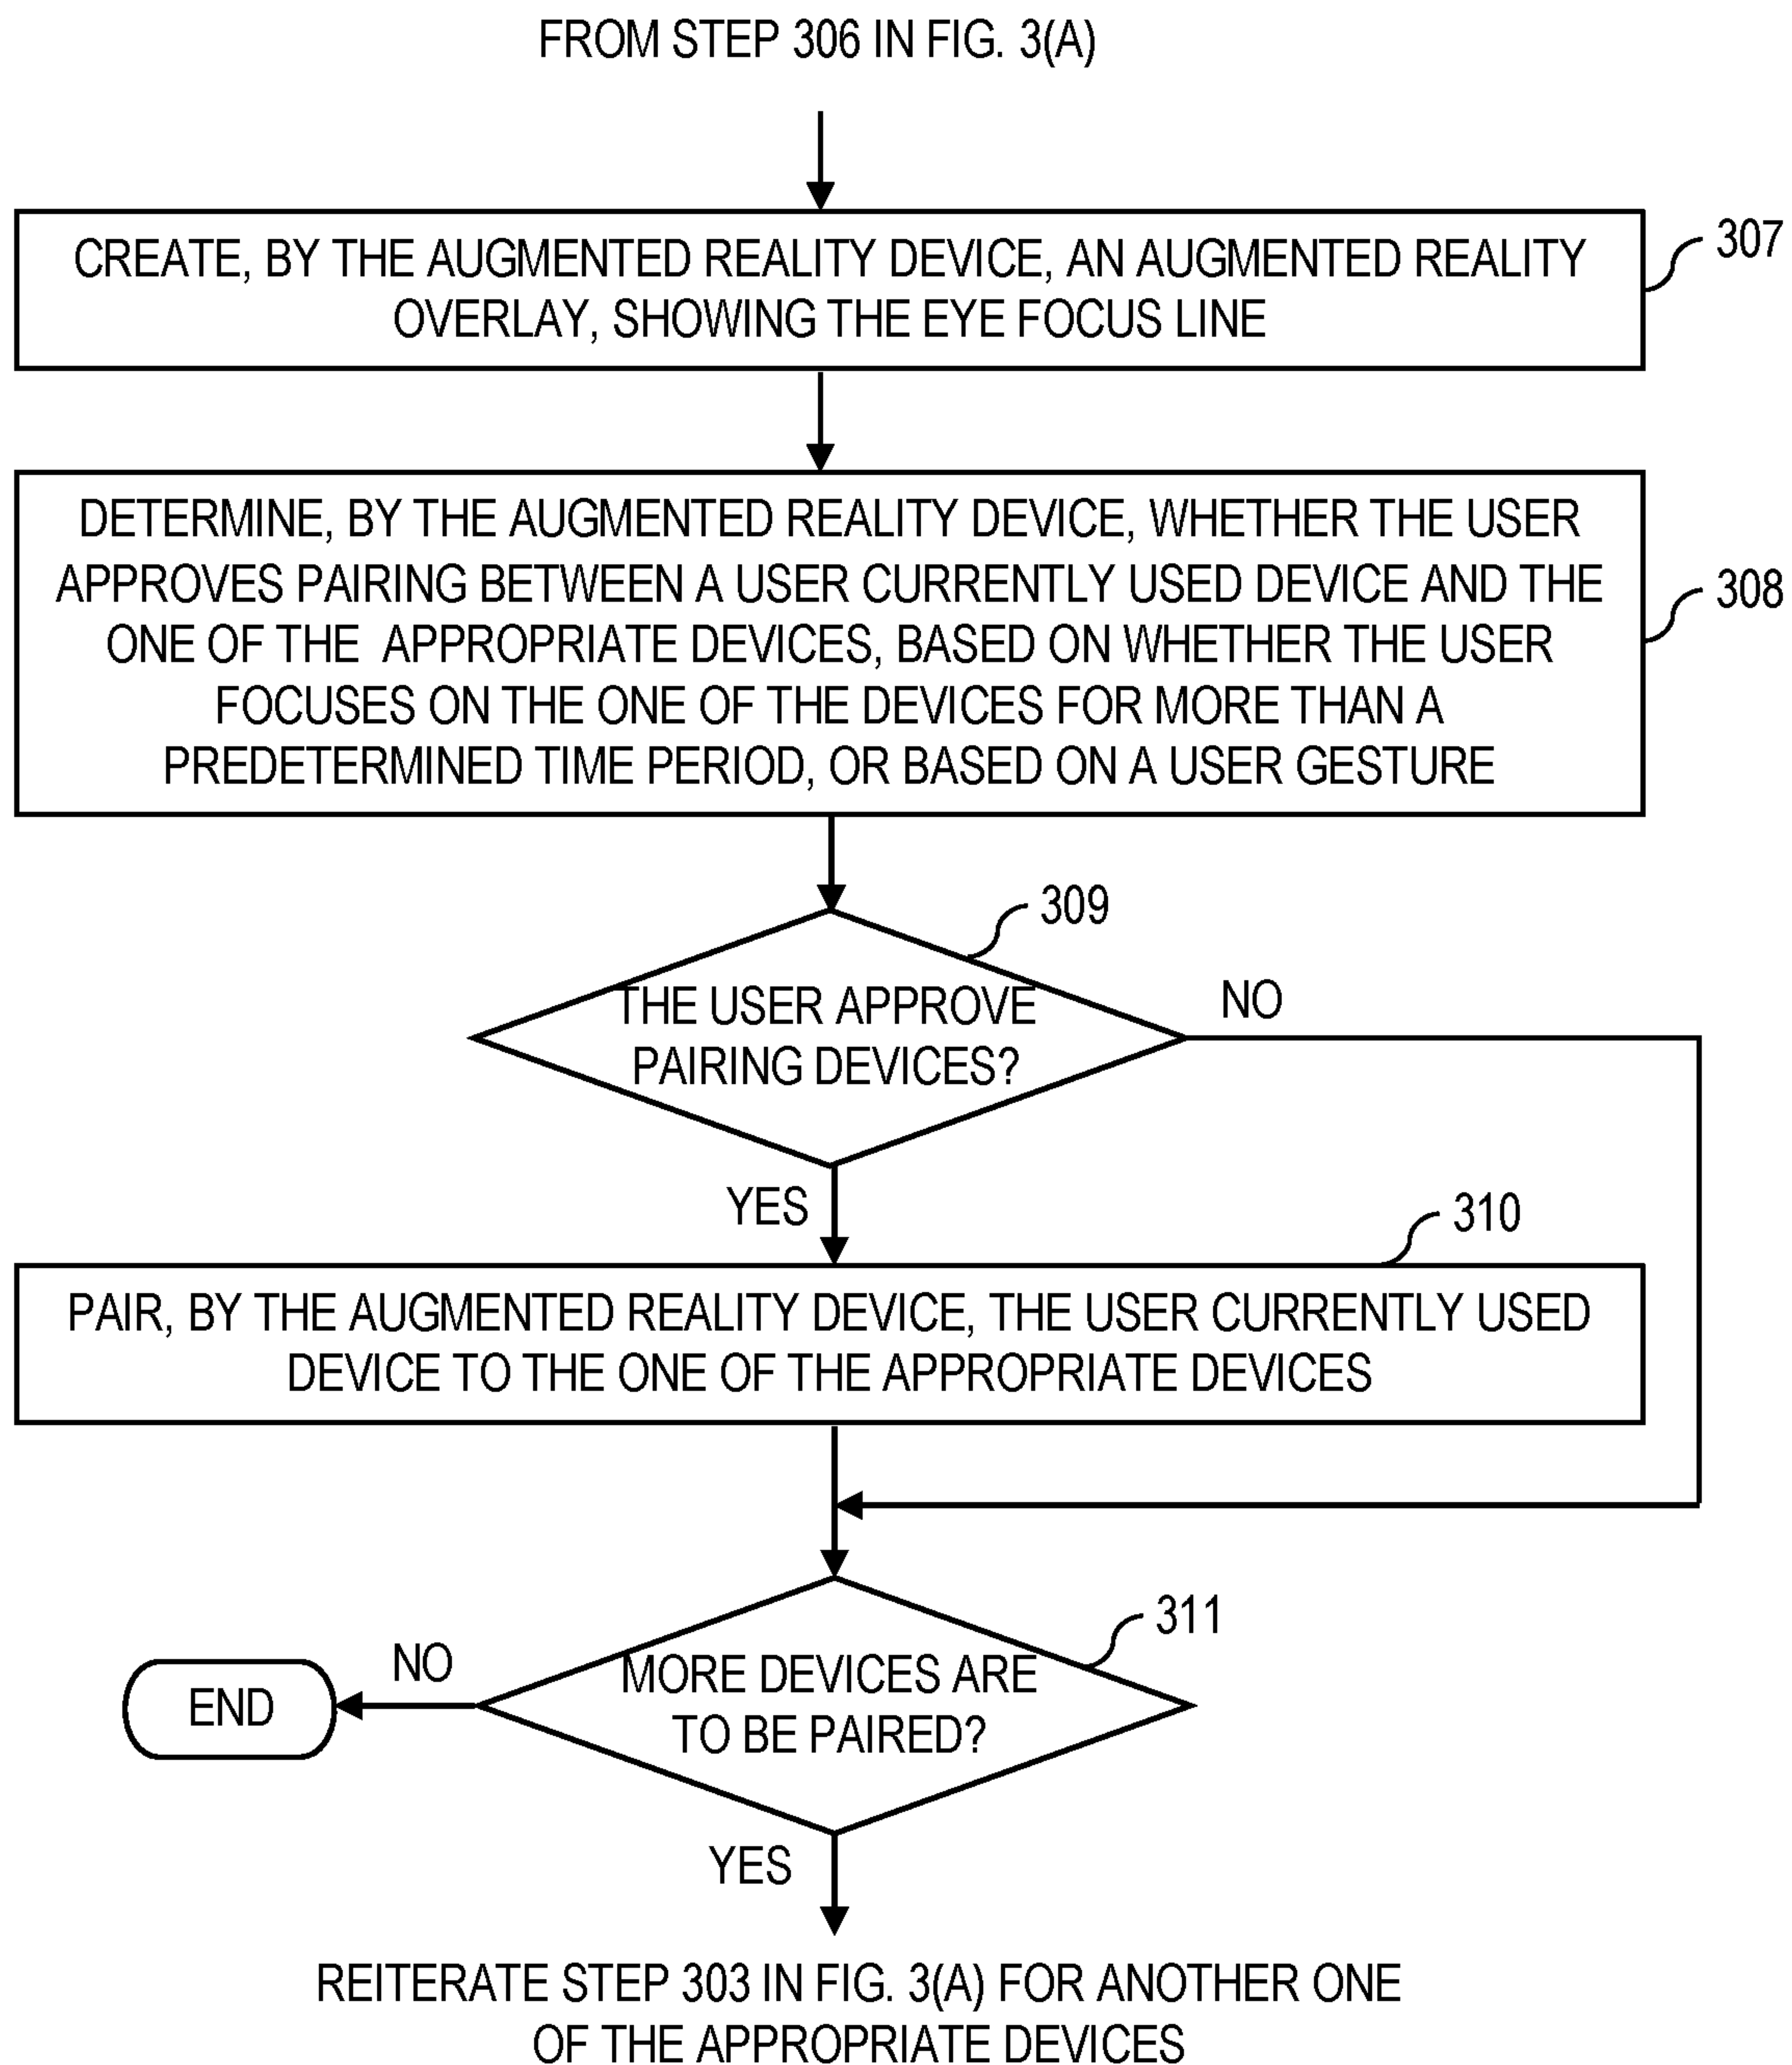 FROM STEP 306 IN FIG. 3(A)
CREATE, BY THE AUGMENTED REALITY DEVICE, AN AUGMENTED REALITY
OVERLAY, SHOWING THE EYE FOCUS LINE
307
DETERMINE, BY THE AUGMENTED REALITY DEVICE, WHETHER THE USER
APPROVES PAIRING BETWEEN A USER CURRENTLY USED DEVICE AND THE
ONE OF THE APPROPRIATE DEVICES, BASED ON WHETHER THE USER
FOCUSES ON THE ONE OF THE DEVICES FOR MORE THAN A
PREDETERMINED TIME PERIOD, OR BASED ON A USER GESTURE
308
309
THE USER APPROVE
PAIRING DEVICES?
NO
YES
310
PAIR, BY THE AUGMENTED REALITY DEVICE, THE USER CURRENTLY USED
DEVICE TO THE ONE OF THE APPROPRIATE DEVICES
311
MORE DEVICES ARE
TO BE PAIRED?
NO
END
YES
REITERATE STEP 303 IN FIG. 3(A) FOR ANOTHER ONE
OF THE APPROPRIATE DEVICES